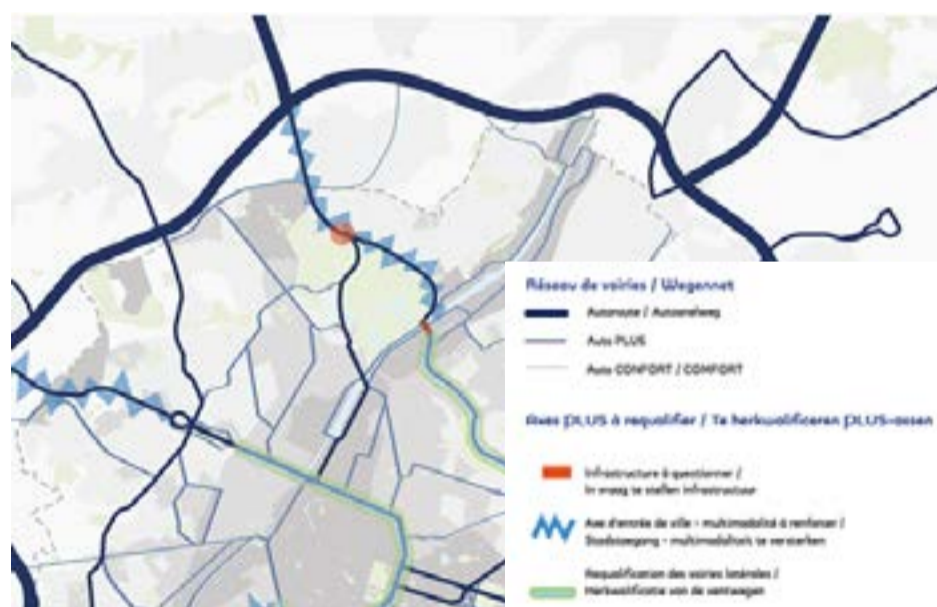 Réseau de voiries / Wegennet
Autoroute / Autosnelweg
Auto PLUS
Auto CONFORT / COMFORT
Axes PLUS à requalifier / Te herkwalificeren PLUS-assen
Infrastructure à questionner /
In vraag te stellen infrastructuur
Axe d'entrée de ville - multimodalité à renforcer /
Stadstoegang - multimodaliteit te versterken
Requalification des voiries latérales /
Herkwalificatie van de ventwegen